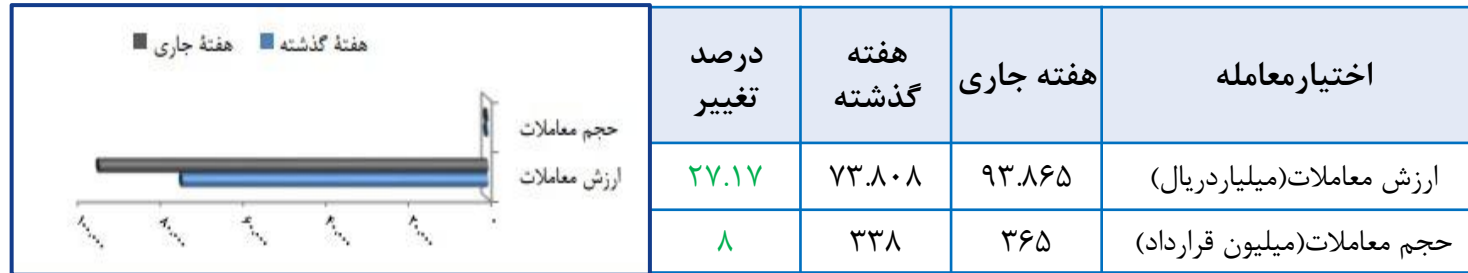 اختیارمعامله
هفته جاری
هفته
گذشته
درصد
تغییر
ارزش معاملات(میلیاردریال)
۹۳.۸۶۵
۷۳.۸۰۸
۲۷.۱۷
حجم معاملات(میلیون قرارداد)
۳۶۵
۳۳۸
۸
هفتهٔ گذشته
هفتهٔ جاری
حجم معاملات
ارزش معاملات